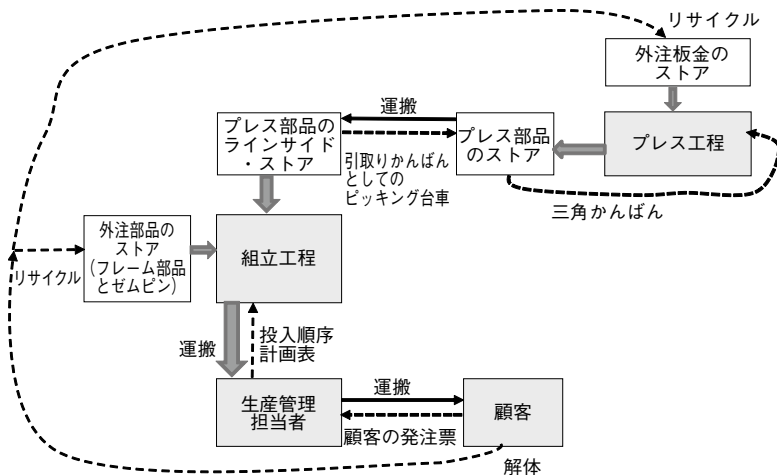 リサイクル
外注板金の
ストア
運搬
プレス部品の
ラインサイド
・ストア
プレス部品
のストア
プレス工程
引取りかんばん
としての
ピッキング台車
三角かんばん
外注部品の
ストア
(フレーム部品
とゼムピン)
組立工程
リサイクル
運搬
投入順序
計画表
生産管理
担当者
運搬
顧客
顧客の発注票
解体